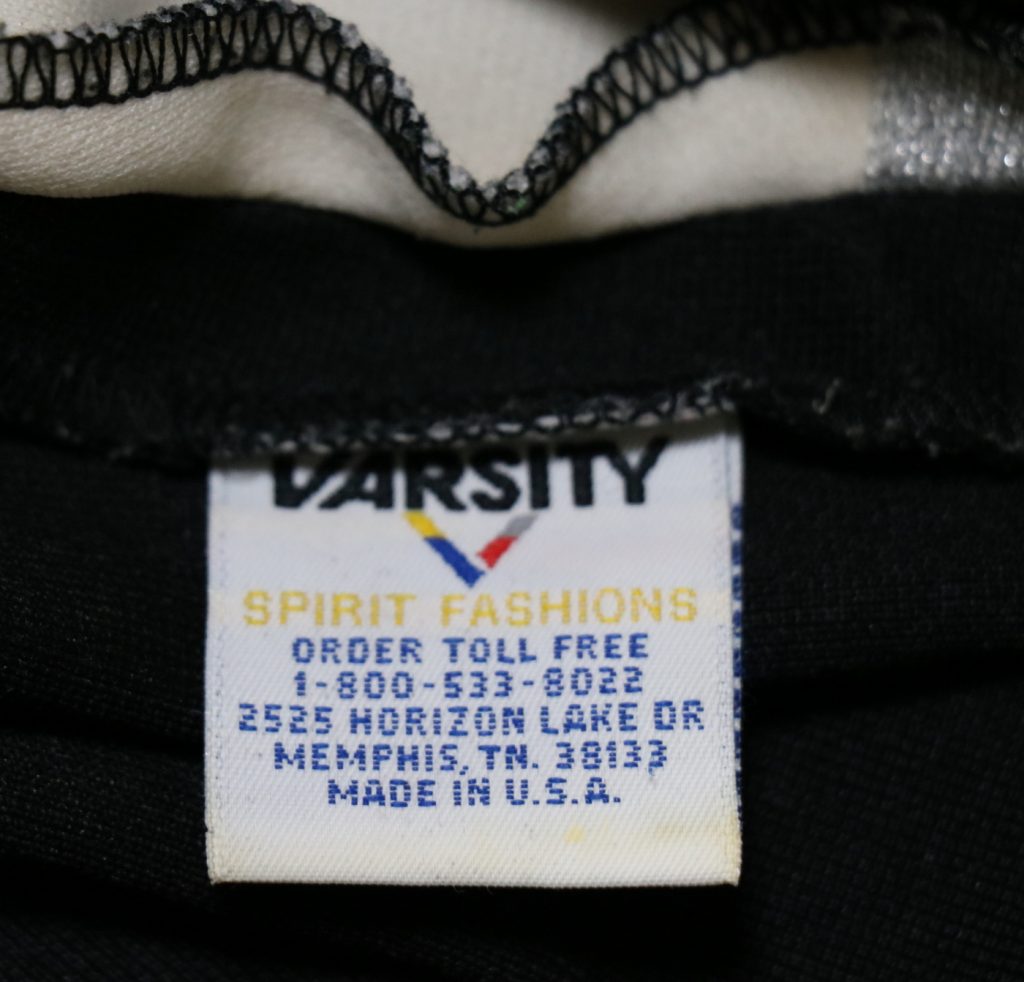 VARSITY
SPIRIT FASHIONS
ORDER TOLL FREE
1-800-533-8022
2525 HORIZON LAKE DR
MEMPHIS, TN. 38133
MADE IN U.S.A.